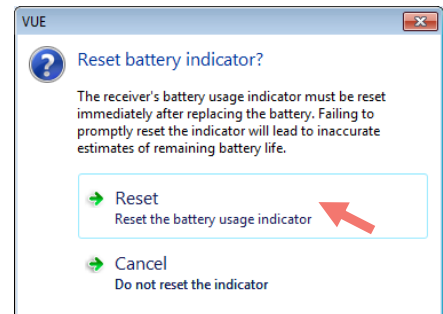 VUE
Reset battery indicator?
The receiver's battery usage indicator must be reset
immediately after replacing the battery. Failing to
promptly reset the indicator will lead to inaccurate
estimates of remaining battery life.
Reset
Reset the battery usage indicator
Cancel
Do not reset the indicator